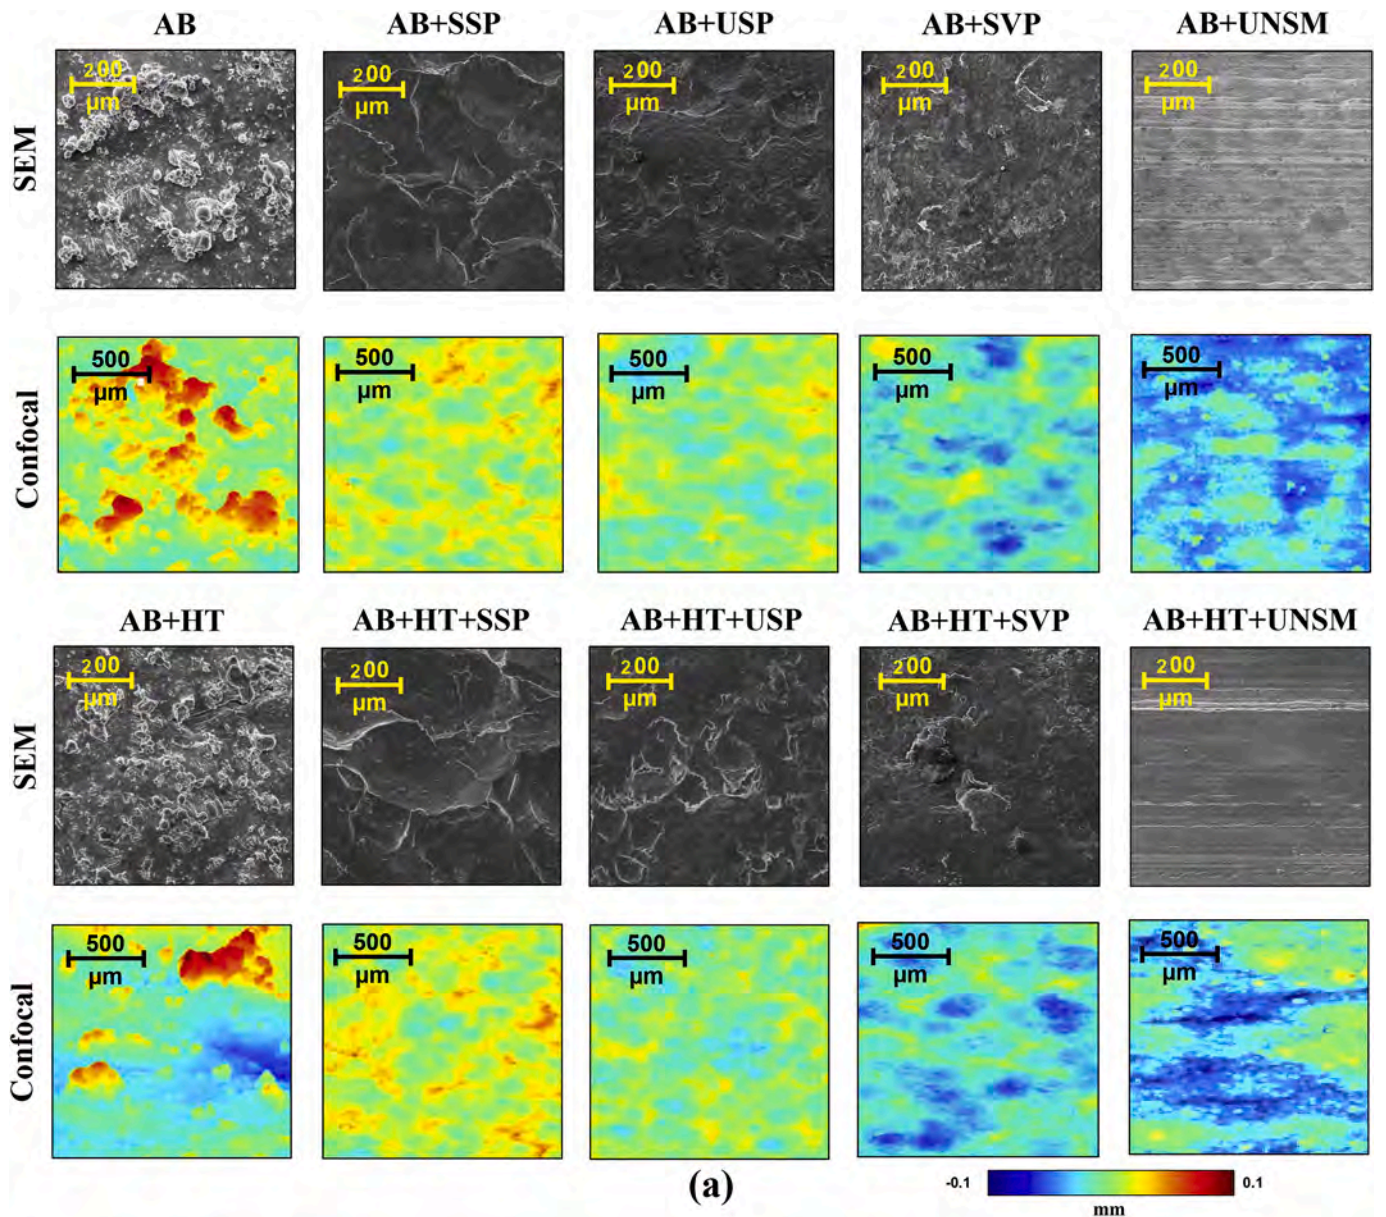 AB AB+SSP AB+USP AB+SVP AB+UNSM
SEM
200 200 200 200 200
µm µm µm µm µm
Confocal
500 500 500 500 500
µm µm µm µm µm
AB+HT AB+HT+SSP AB+HT+USP AB+HT+SVP AB+HT+UNSM
SEM
200 200 200 200 200
µm µm µm µm µm
Confocal
500 500 500 500 500
µm µm µm µm µm
(a)
-0.1 0.1
mm